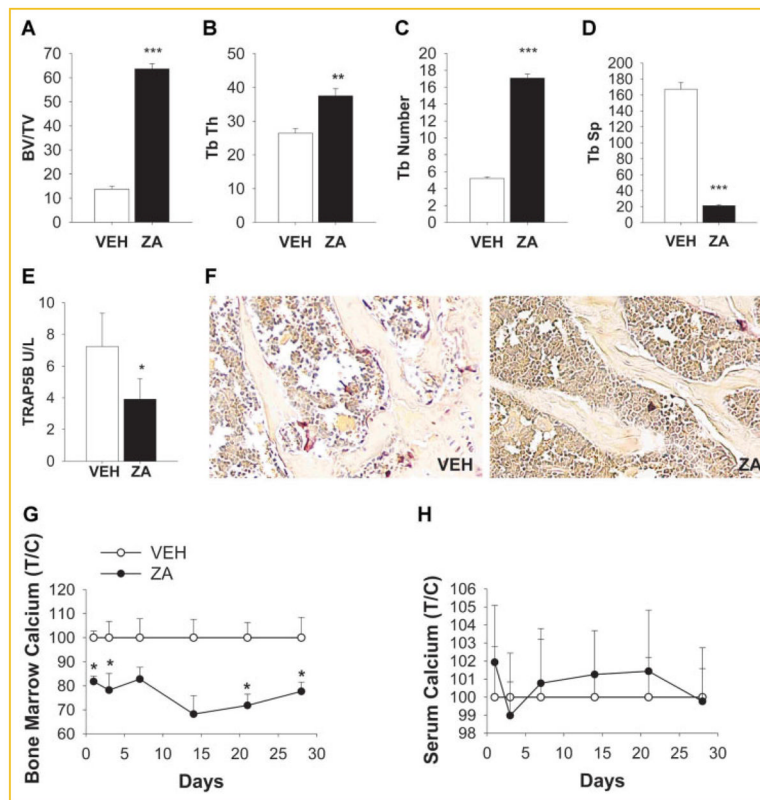 A
B
C
D
***
**
***
***
BV/TV
70
60
50
40
30
20
10
0
VEH ZA
Tb Th
50
40
30
20
10
0
VEH ZA
Tb Number
20
18
16
14
12
10
8
6
4
2
0
VEH ZA
Tb Sp
200
180
160
140
120
100
80
60
40
20
0
VEH ZA
E
F
TRAP5B U/L
10
8
6
4
2
0
*
VEH ZA
VEH
ZA
G
VEH
ZA
Bone Marrow Calcium (T/C)
120
110
100
90
80
70
60
* * * *
0 5 10 15 20 25 30
Days
H
Serum Calcium (T/C)
106
105
104
103
102
101
100
99
98
0 5 10 15 20 25 30
Days